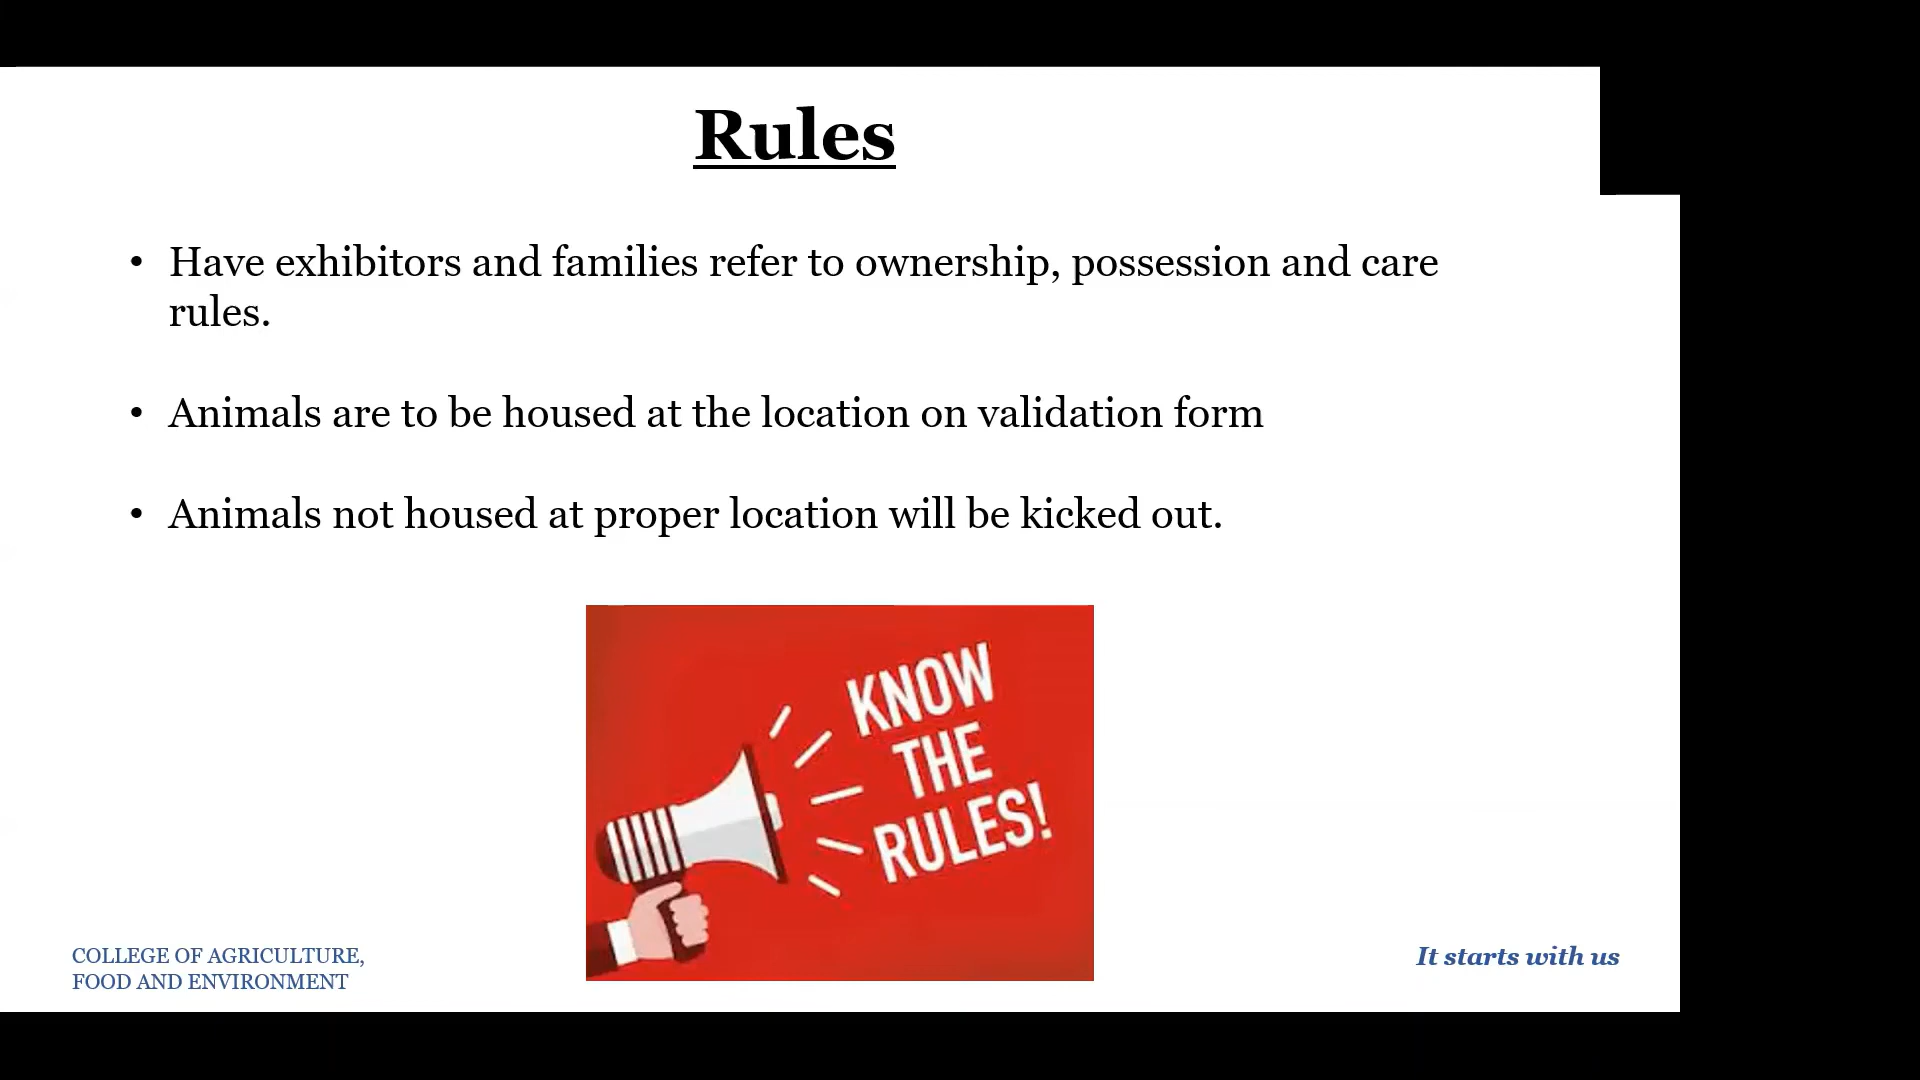 Rules
• Have exhibitors and families refer to ownership, possession and care
rules.
• Animals are to be housed at the location on validation form
• Animals not housed at proper location will be kicked out.
KNOW
THE
RULES!
COLLEGE OF AGRICULTURE,
FOOD AND ENVIRONMENT
It starts with us